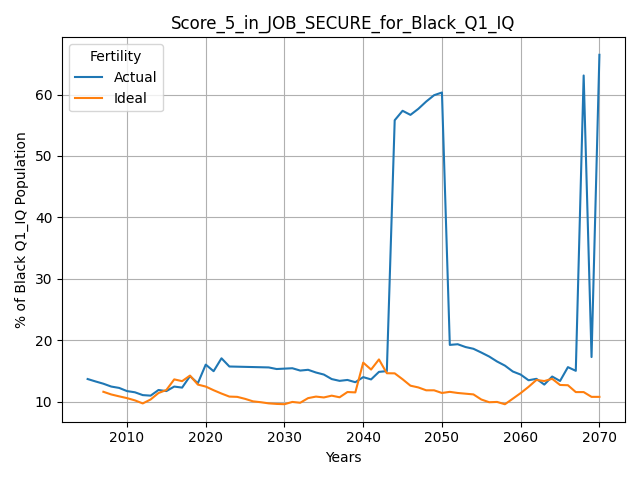 Score_5_in_JOB_SECURE_for_Black_Q1_IQ
Fertility
Actual
Ideal
% of Black Q1_IQ Population
60
50
40
30
20
10
2010 2020 2030 2040 2050 2060 2070
Years